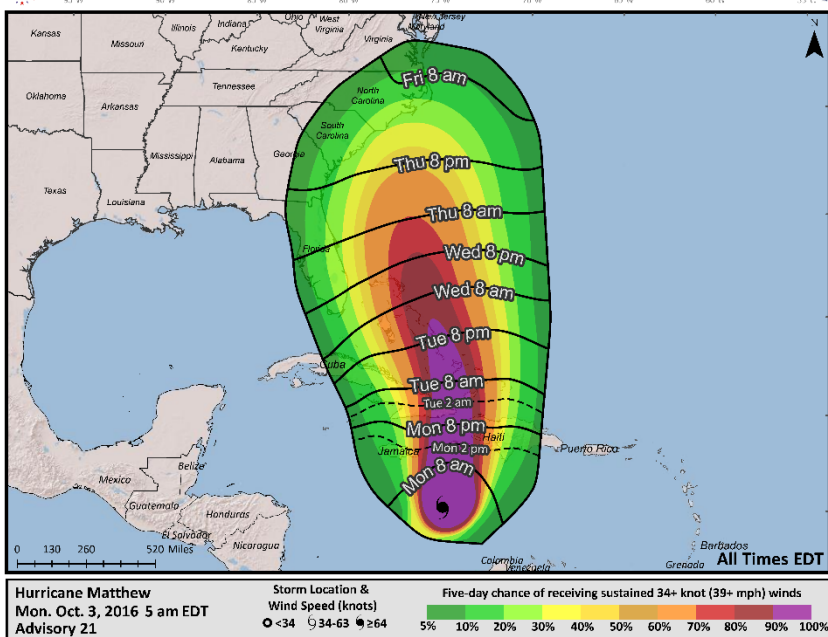 Ohio
West Virginia
New Jersey
Maryland
Kansas
Missouri
Illinois
Indiana
Kentucky
Virginia
Oklahoma
Arkansas
Tennessee
North Carolina
South Carolina
Mississippi
Alabama
Georgia
Texas
Louisiana
Florida
Fri 8 am
Thu 8 pm
Thu 8 am
Wed 8 pm
Wed 8 am
Tue 8 pm
Cuba
Tue 8 am
Tue 2 am
Mon 8 pm
Haiti
Jamaica
Mon 2 pm
Puerto Rico
Mon 8 am
Mexico
Belize
Guatemala
Honduras
El Salvador
Nicaragua
Barbados
Grenada
Colombia
Venezuela
0 130 260 520 Miles
All Times EDT
Hurricane Matthew
Mon. Oct. 3, 2016 5 am EDT
Advisory 21
Storm Location &
Wind Speed (knots)
<34 34-63 ≥64
Five-day chance of receiving sustained 34+ knot (39+ mph) winds
5% 10% 20% 30% 40% 50% 60% 70% 80% 90% 100%